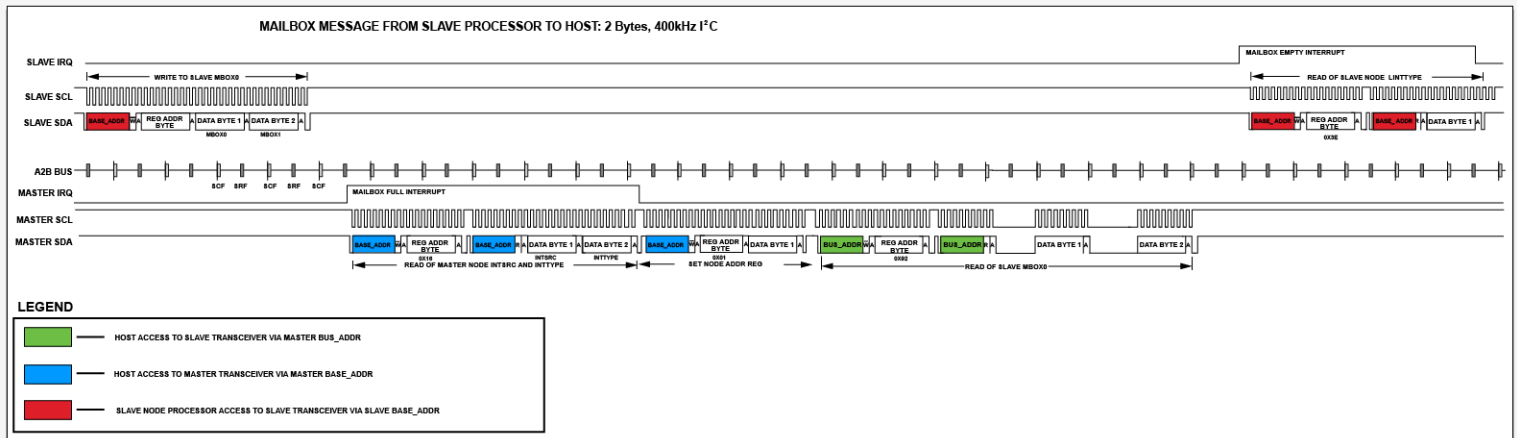 MAILBOX MESSAGE FROM SLAVE PROCESSOR TO HOST: 2 Bytes, 400kHz I²C
SLAVE IRQ
MAILBOX EMPTY INTERRUPT
WRITE TO SLAVE MBOX0
READ OF SLAVE NODE LINTTYPE
SLAVE SCL
SLAVE SDA
BASE_ADDR W A REG ADDR BYTE A DATA BYTE 1 A DATA BYTE 2 A
MBOX0 MBOX1
BASE_ADDR W A REG ADDR BYTE A BASE_ADDR R A DATA BYTE 1 A
0X3E
A2B BUS
SCF SRF SCF SRF SCF
MASTER IRQ
MAILBOX FULL INTERRUPT
MASTER SCL
MASTER SDA
BASE_ADDR W A REG ADDR BYTE A BASE_ADDR R A DATA BYTE 1 A DATA BYTE 2 A BASE_ADDR W A REG ADDR BYTE A DATA BYTE 1 A BUS_ADDR W A REG ADDR BYTE A BUS_ADDR R A DATA BYTE 1 A DATA BYTE 2 A
0X16 INTSRC INTTYPE 0X01 0X92
READ OF MASTER NODE INTSRC AND INTTYPE SET NODE ADDR REG READ OF SLAVE MBOX0
LEGEND
HOST ACCESS TO SLAVE TRANSCEIVER VIA MASTER BUS_ADDR
HOST ACCESS TO MASTER TRANSCEIVER VIA MASTER BASE_ADDR
SLAVE NODE PROCESSOR ACCESS TO SLAVE TRANSCEIVER VIA SLAVE BASE_ADDR